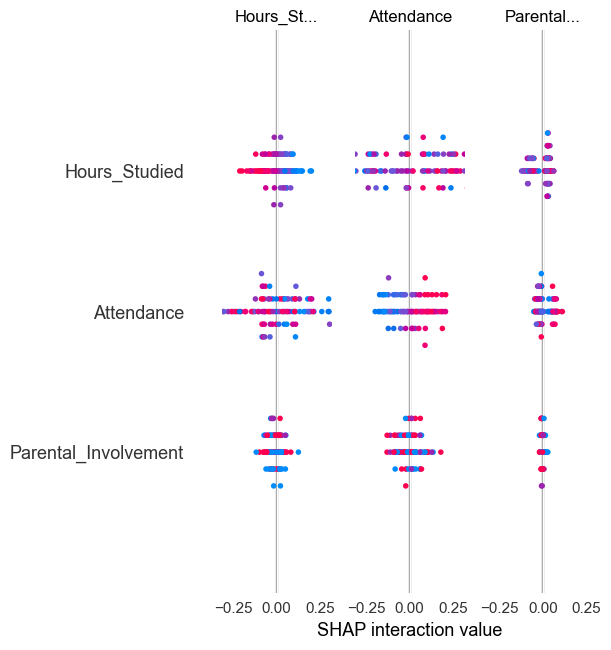 Hours_St... Attendance Parental...
Hours_Studied
Attendance
Parental_Involvement
−0.25 0.00 0.25 −0.25 0.00 0.25 −0.25 0.00 0.25
SHAP interaction value